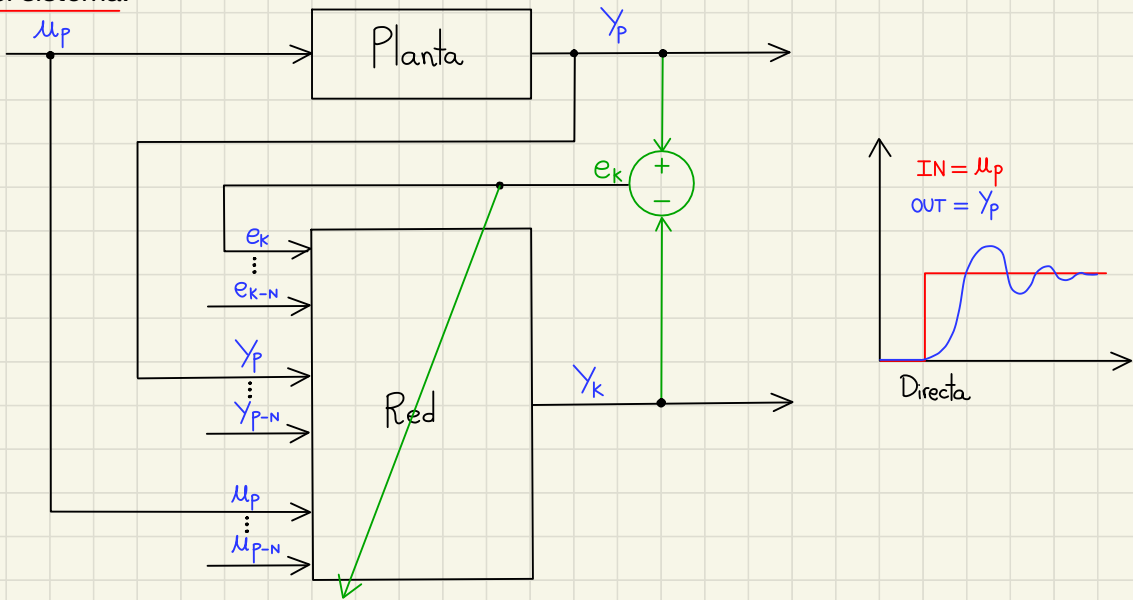 μp
Planta
Yp
ek
+
−
ek
ek-N
Yp
Yp-N
μp
μp-N
Red
Yk
IN = μp
OUT = Yp
Directa